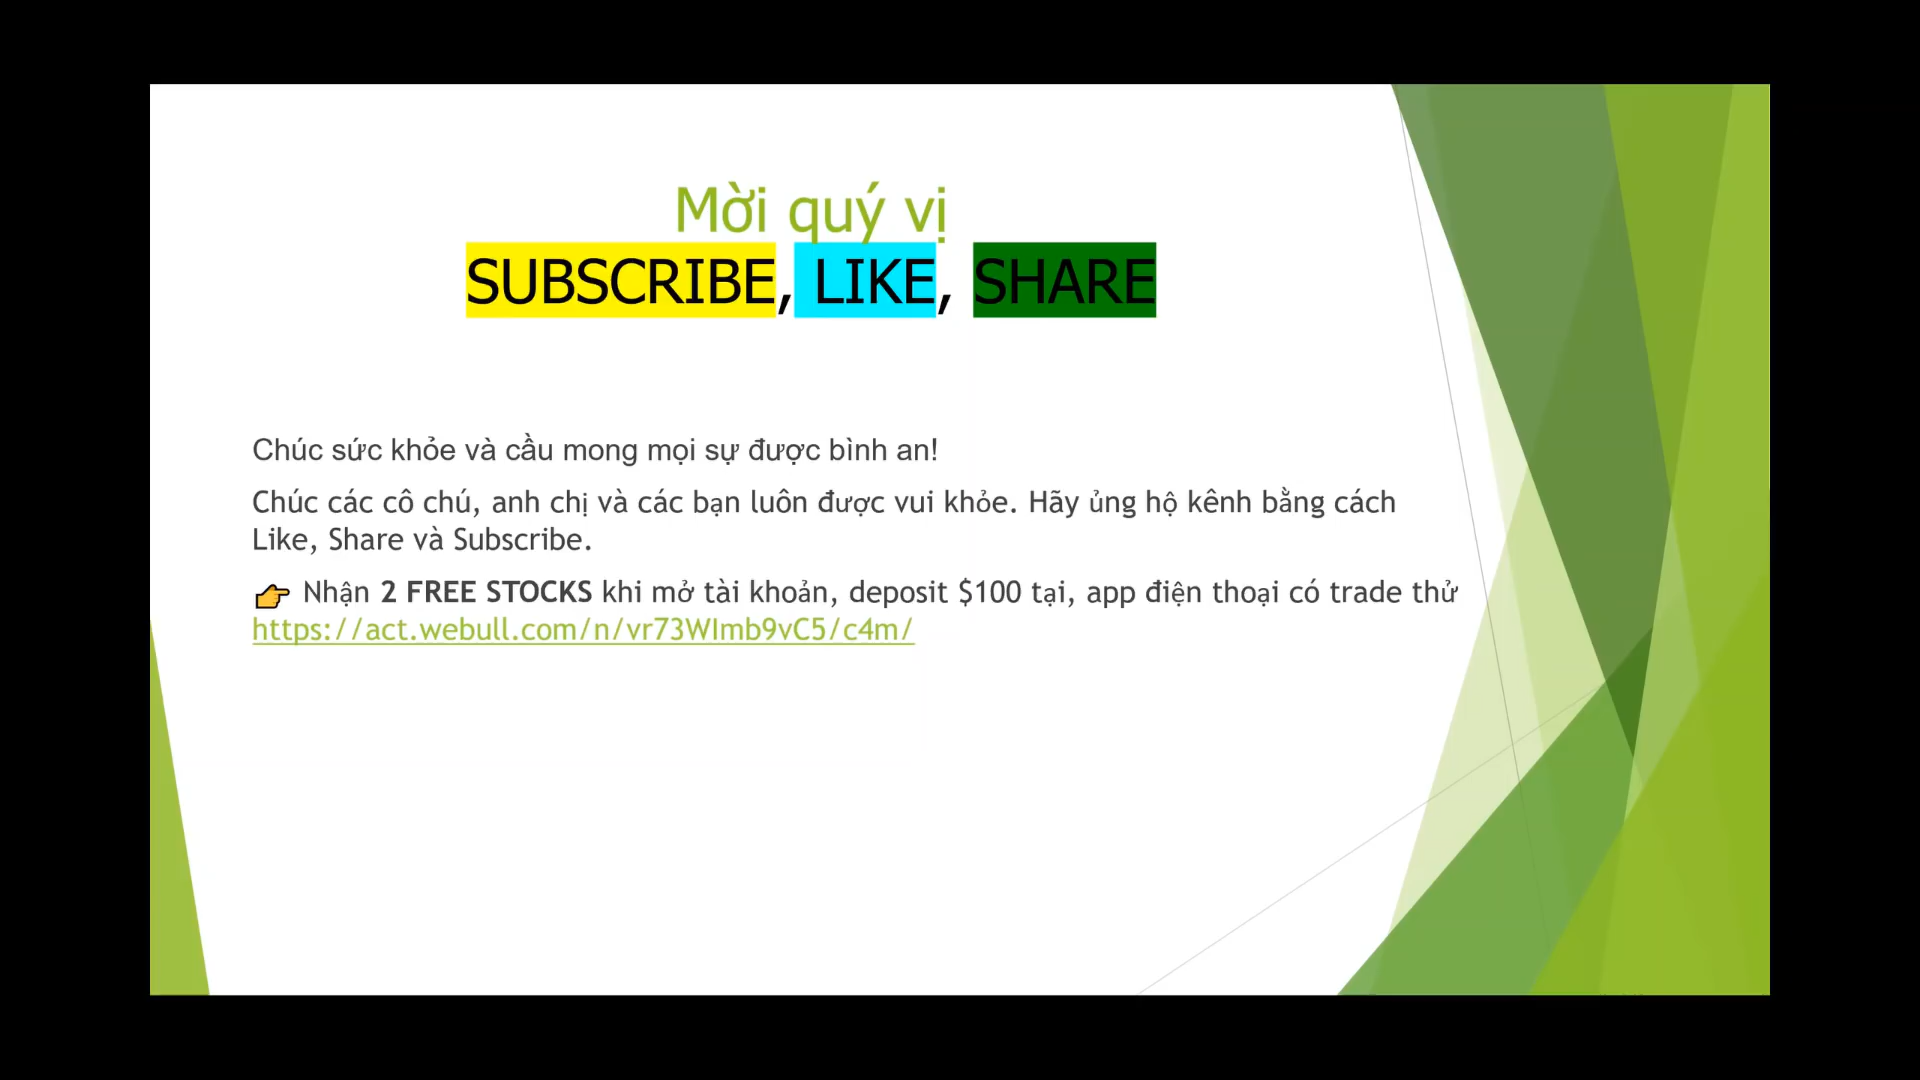 Mời quý vị
SUBSCRIBE, LIKE, SHARE
Chúc sức khỏe và cầu mong mọi sự được bình an!
Chúc các cô chú, anh chị và các bạn luôn được vui khỏe. Hãy ủng hộ kênh bằng cách
Like, Share và Subscribe.
👉 Nhận 2 FREE STOCKS khi mở tài khoản, deposit $100 tại, app điện thoại có trade thử
https://act.webull.com/n/vr73WImb9vC5/c4m/